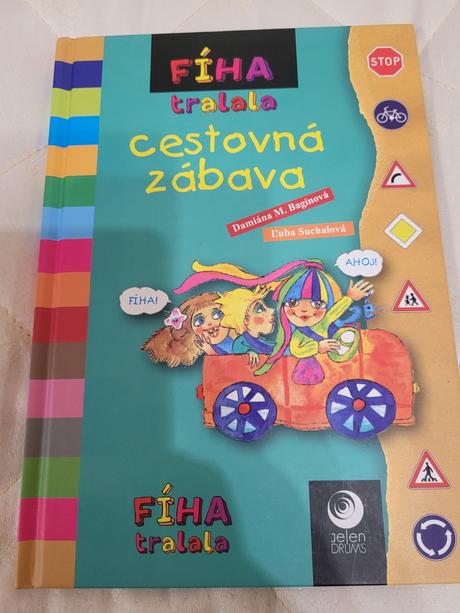 FÍHA
tralala
cestovná
zábava
Damiána M. Baginová
Ľuba Suchalová
STOP
AHOJ!
FÍHA!
FÍHA
tralala
Jelen
DRUMS